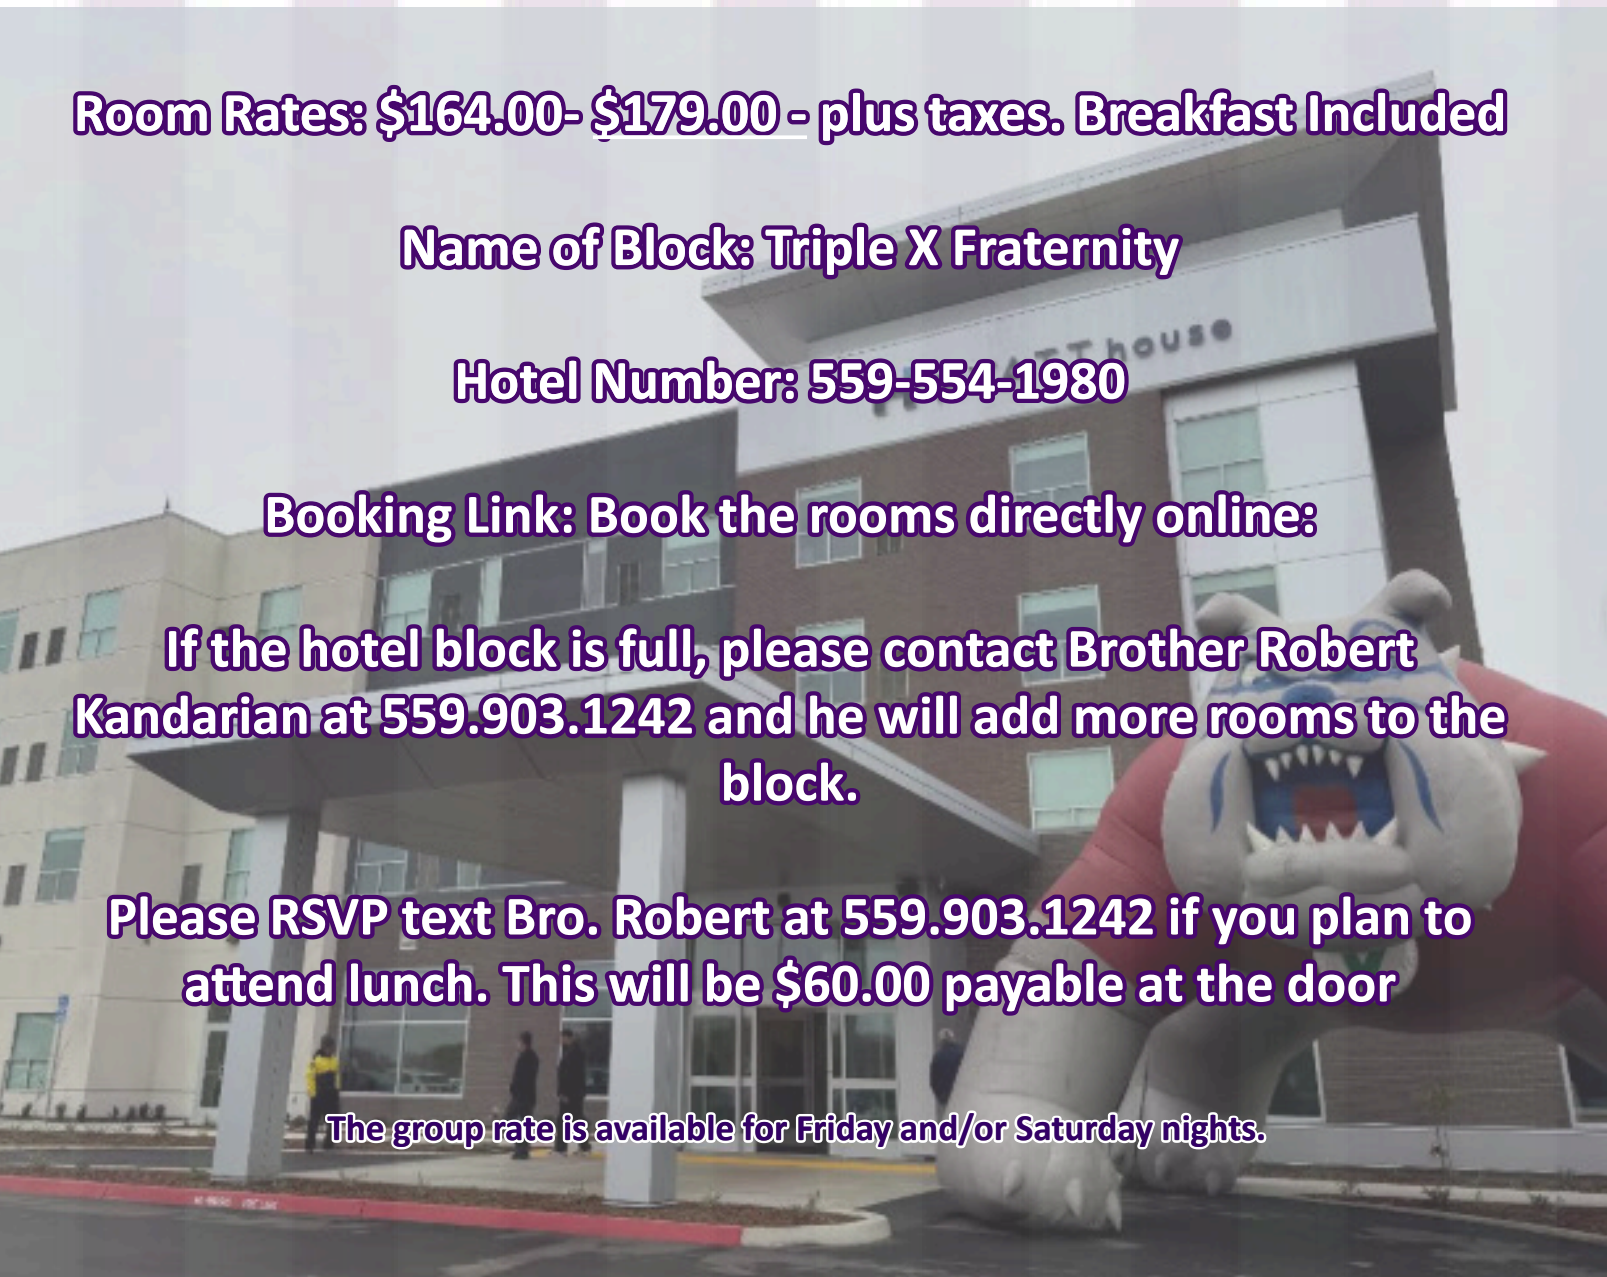 Room Rates: $164.00- $179.00 - plus taxes. Breakfast Included
Name of Block: Triple X Fraternity
house
Hotel Number: 559-554-1980
Booking Link: Book the rooms directly online:
If the hotel block is full, please contact Brother Robert
Kandarian at 559.903.1242 and he will add more rooms to the
block.
Please RSVP text Bro. Robert at 559.903.1242 if you plan to
attend lunch. This will be $60.00 payable at the door
The group rate is available for Friday and/or Saturday nights.